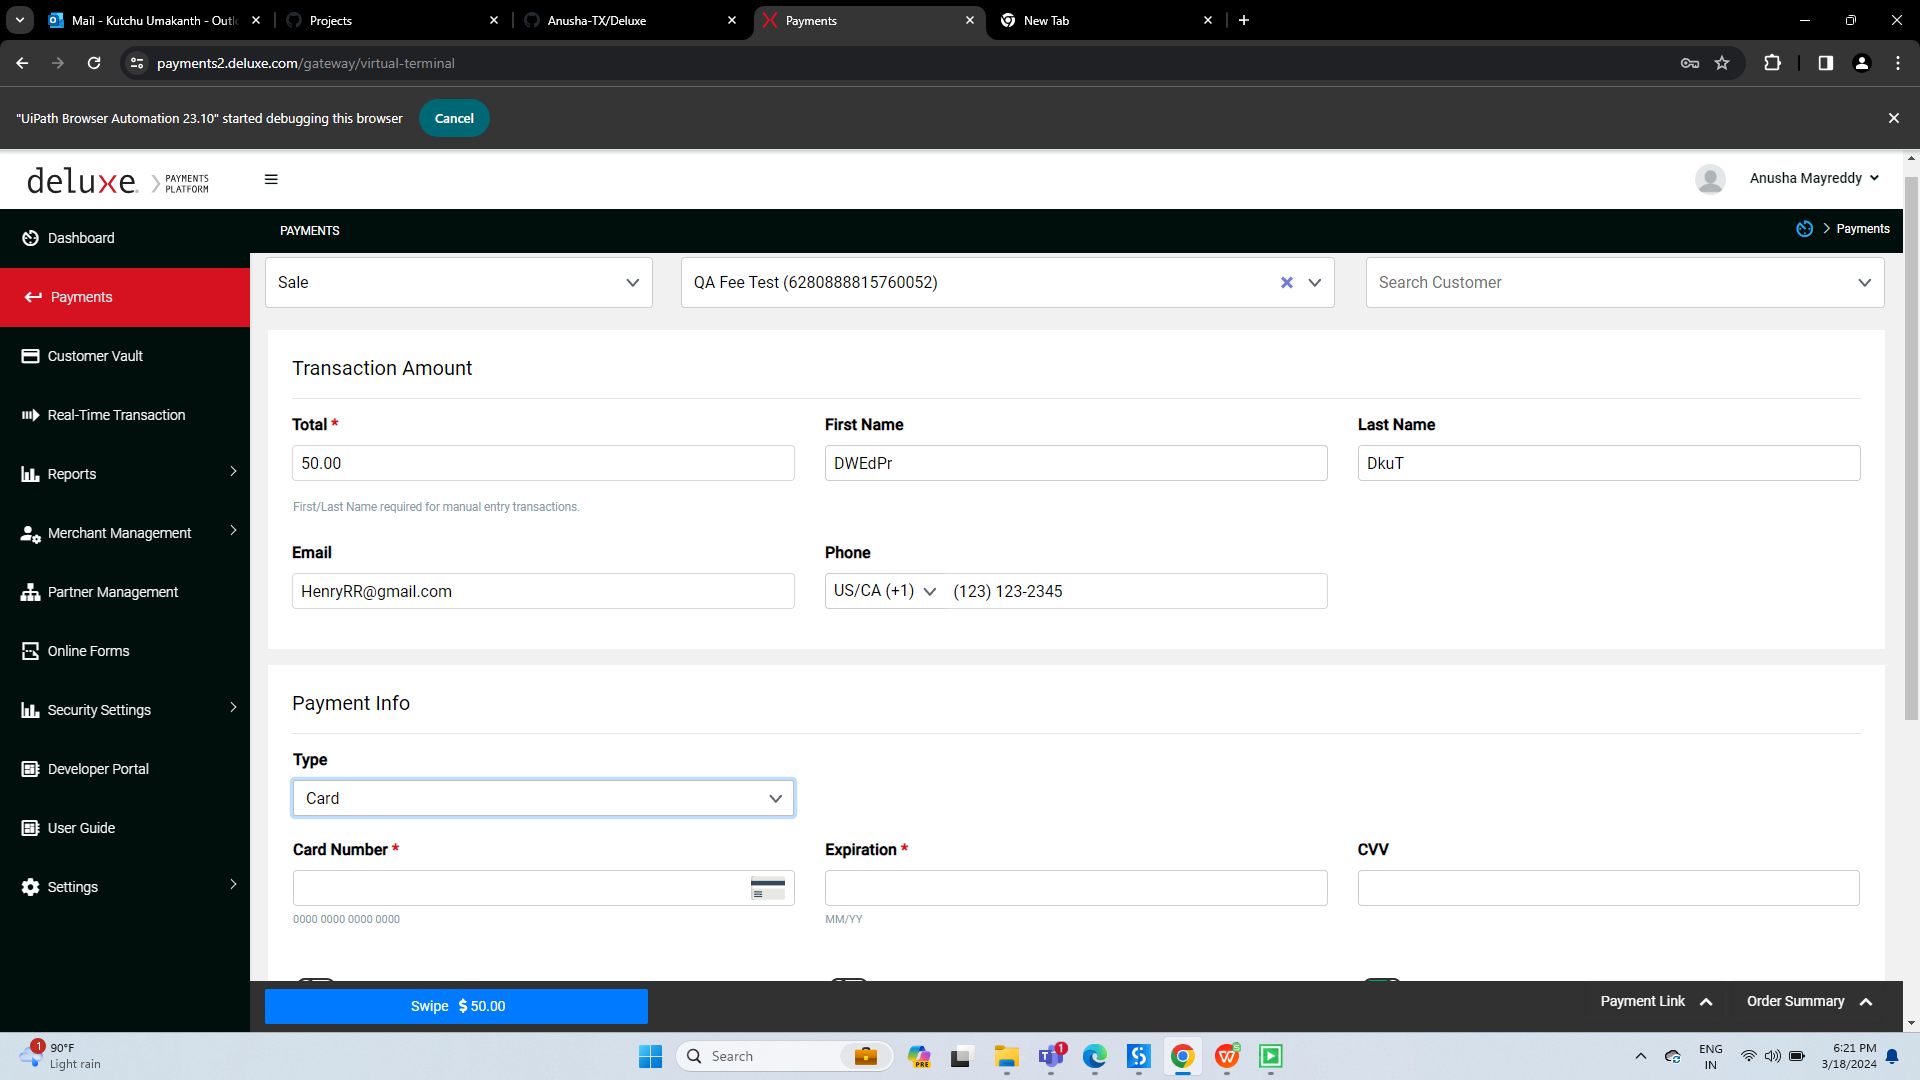 Mail - Kutchu Umakanth - Outlo
Projects
Anusha-TX/Deluxe
Payments
New Tab
payments2.deluxe.com/gateway/virtual-terminal
"UiPath Browser Automation 23.10" started debugging this browser
Cancel
deluxe. PAYMENTS PLATFORM
Anusha Mayreddy
Dashboard
Payments
Customer Vault
Real-Time Transaction
Reports
Merchant Management
Partner Management
Online Forms
Security Settings
Developer Portal
User Guide
Settings
PAYMENTS
Payments
Sale
QA Fee Test (6280888815760052)
Search Customer
Transaction Amount
Total *
First Name
Last Name
50.00
DWEdPr
DkuT
First/Last Name required for manual entry transactions.
Email
Phone
HenryRR@gmail.com
US/CA (+1)
(123) 123-2345
Payment Info
Type
Card
Card Number *
Expiration *
CVV
0000 0000 0000 0000
MM/YY
Swipe $ 50.00
Payment Link
Order Summary
1
90°F
Light rain
Search
PRE
1
ENG
IN
6:21 PM
3/18/2024